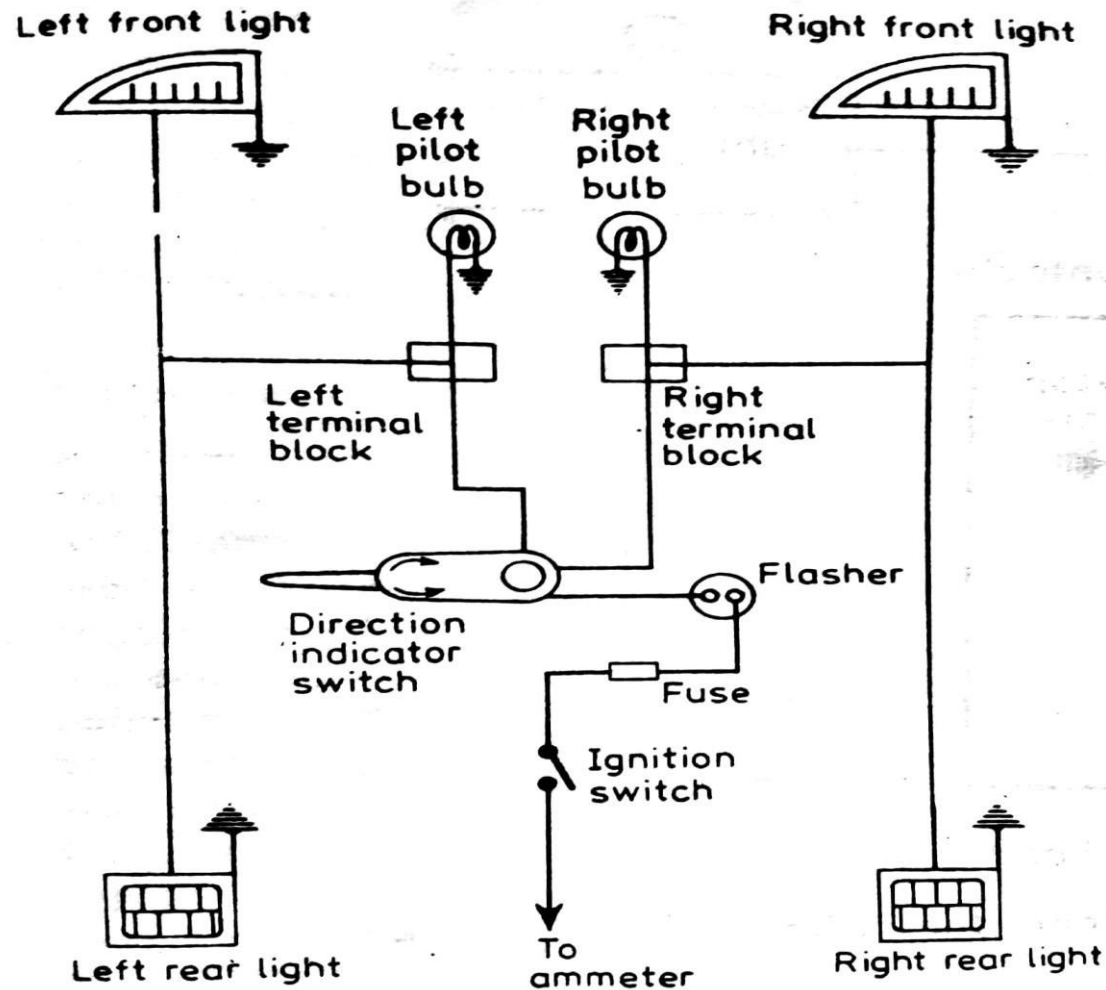 Left front light
Right front light
Left
pilot
bulb
Right
pilot
bulb
Left
terminal
block
Right
terminal
block
Flasher
Direction
indicator
switch
Fuse
Ignition
switch
To
ammeter
Left rear light
Right rear light